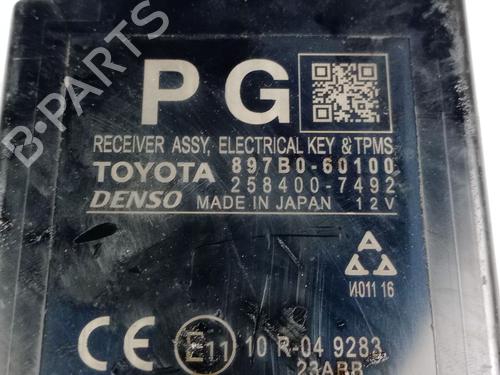 PG
RECEIVER ASSY, ELECTRICAL KEY & TPMS
TOYOTA 897B0-60100
258400-7492
DENSO MADE IN JAPAN 12V
И011 16
CE E11 10 R-04 9283
23ABB
B-PARTS